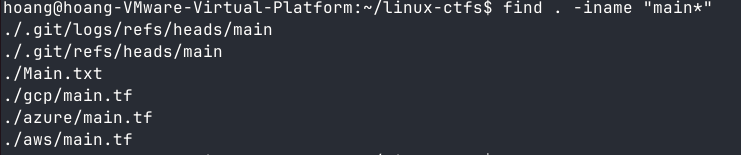 hoang@hoang-VMware-Virtual-Platform:~/linux-ctfs$ find . -iname "main*"
./.git/logs/refs/heads/main
./.git/refs/heads/main
./Main.txt
./gcp/main.tf
./azure/main.tf
./aws/main.tf